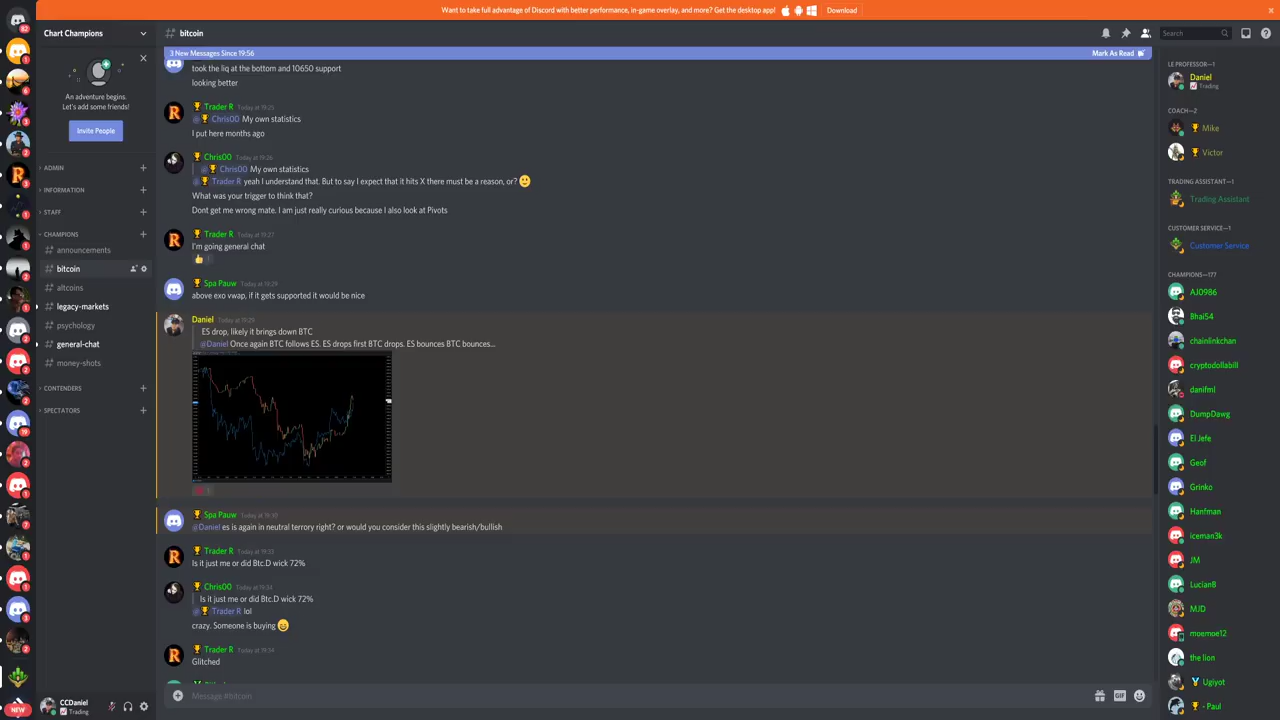 Want to take full advantage of Discord with better performance, in-game overlay, and more? Get the desktop app!
Download
Chart Champions
bitcoin
Search
3 New Messages Since 19:56
Mark As Read
An adventure begins.
Let's add some friends!
Invite People
ADMIN
INFORMATION
STAFF
CHAMPIONS
announcements
bitcoin
altcoins
legacy-markets
psychology
general-chat
money-shots
CONTENDERS
SPECTATORS
CCDaniel
Trading
NEW
took the liq at the bottom and 10650 support
looking better
Trader R Today at 19:25
@ Chris00 My own statistics
I put here months ago
Chris00 Today at 19:26
@ Chris00 My own statistics
@ Trader R yeah I understand that. But to say I expect that it hits X there must be a reason, or?
What was your trigger to think that?
Dont get me wrong mate. I am just really curious because I also look at Pivots
Trader R Today at 19:27
I'm going general chat
1
Spa Pauw Today at 19:29
above exo vwap, if it gets supported it would be nice
Daniel Today at 19:29
ES drop, likely it brings down BTC
@Daniel Once again BTC follows ES. ES drops first BTC drops. ES bounces BTC bounces...
Spa Pauw Today at
@Daniel es is again in neutral terrory right? or would you consider this slightly bearish/bullish
Trader R Today at 19:33
Is it just me or did Btc.D wick 72%
Chris00 Today at 19:34
Is it just me or did Btc.D wick 72%
@ Trader R lol
crazy. Someone is buying
Trader R Today at 19:34
Glitched
Message #bitcoin
LE PROFESSOR—1
Daniel
Trading
COACH—2
Mike
Victor
TRADING ASSISTANT—1
Trading Assistant
CUSTOMER SERVICE—1
Customer Service
CHAMPIONS—177
AJ0986
Bhai54
chainlinkchan
cryptodollabill
danifml
DumpDawg
El Jefe
Geof
Grinko
Hanfman
iceman3k
JM
LucianB
MJD
moemoe12
the lion
Ugiyot
- Paul